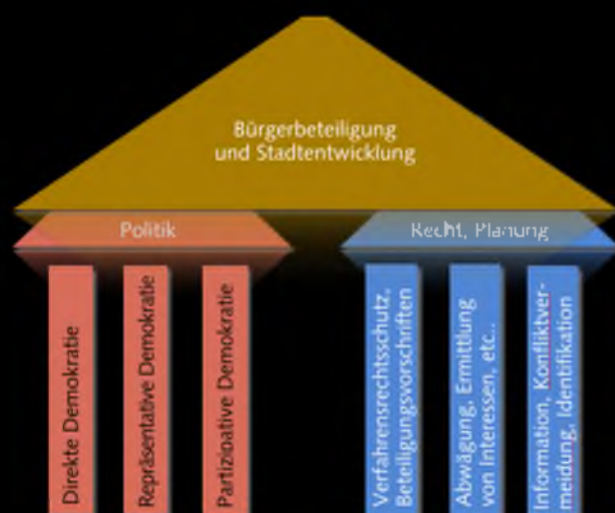 Bürgerbeteiligung
und Stadtentwicklung
Politik
Recht, Planung
Direkte Demokratie
Repräsentative Demokratie
Partizipative Demokratie
Verfahrensrechtsschutz,
Beteiligungsvorschriften
Abwägung, Ermittlung
von Interessen, etc..
Information, Konfliktver-
meidung, Identifikation